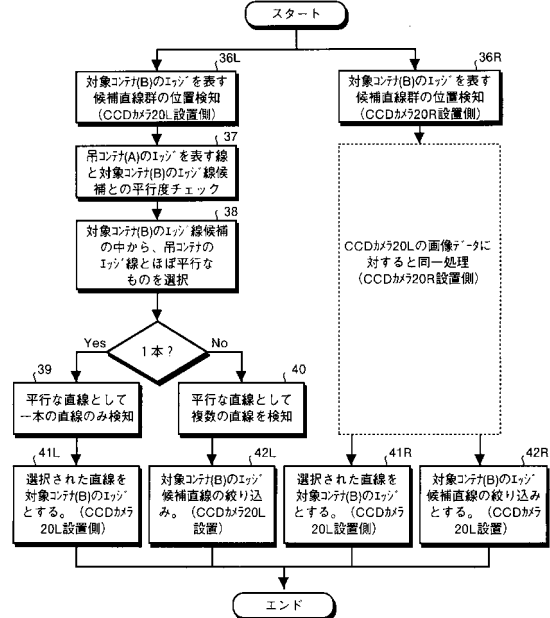 スタート
36L
対象コンテナ(B)のエッジを表す
候補直線群の位置検知
(CCDカメラ20L設置側)
36R
対象コンテナ(B)のエッジを表す
候補直線群の位置検知
(CCDカメラ20R設置側)
37
吊コンテナ(A)のエッジを表す線
と対象コンテナ(B)のエッジ線候
補との平行度チェック
38
対象コンテナ(B)のエッジ線候補
の中から、吊コンテナの
エッジ線とほぼ平行な
ものを選択
CCDカメラ20Lの画像データに
対すると同一処理
(CCDカメラ20R設置側)
1本?
Yes
No
39
平行な直線として
一本の直線のみ検知
40
平行な直線として
複数の直線を検知
41L
選択された直線を
対象コンテナ(B)のエッジ
とする。(CCDカメラ
20L設置側)
42L
対象コンテナ(B)のエッジ
候補直線の絞り込
み。(CCDカメラ20L
設置)
41R
選択された直線を
対象コンテナ(B)のエッジ
とする。(CCDカメラ
20L設置側)
42R
対象コンテナ(B)のエッジ
候補直線の絞り込み
とする。(CCDカメラ
20L設置)
エンド